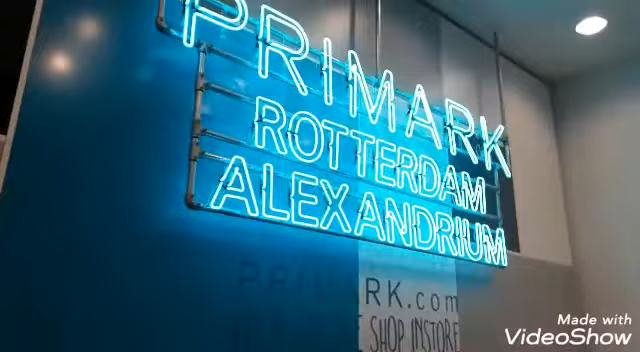 PRIMARK
ROTTERDAM
ALEXANDRIUM
RK.com
SHOP INSTORE
Made with
VideoShow